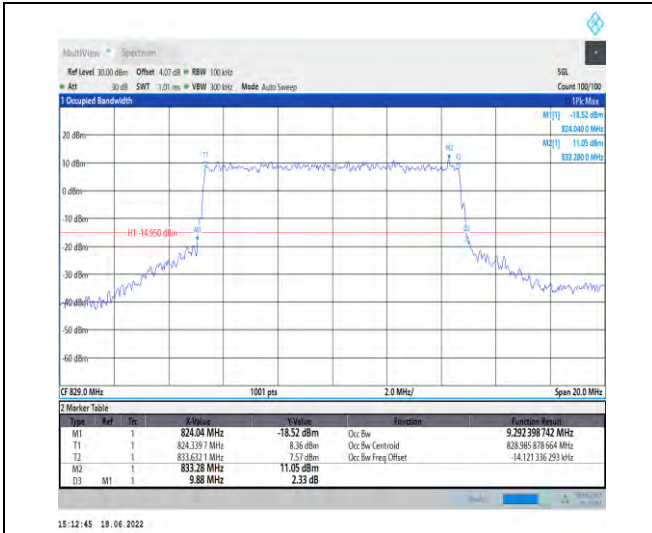 MultiView Spectrum
Ref Level 30.00 dBm Offset 4.07 dB RBW 100 kHz SGL
Att 30 dB SWT 1.01 ms VBW 300 kHz Mode Auto Sweep Count 100/100
1 Occupied Bandwidth 1Pk Max
M1[1] -18.52 dBm
824.040 0 MHz
M2[1] 11.05 dBm
833.280 0 MHz
20 dBm
M2
T1 T2
10 dBm
0 dBm
-10 dBm
H1 -14.950 dBm M1 D3
-20 dBm
-30 dBm
-40 dBm
-50 dBm
-60 dBm
CF 829.0 MHz 1001 pts 2.0 MHz/ Span 20.0 MHz
2 Marker Table
Type Ref Trc X-Value Y-Value Function Function Result
M1 1 824.04 MHz -18.52 dBm Occ Bw 9.292 398 742 MHz
T1 1 824.339 7 MHz 8.36 dBm Occ Bw Centroid 828.985 878 664 MHz
T2 1 833.632 1 MHz 7.57 dBm Occ Bw Freq Offset -14.121 336 293 kHz
M2 1 833.28 MHz 11.05 dBm
D3 M1 1 9.88 MHz 2.33 dB
15:12:45 18.06.2022